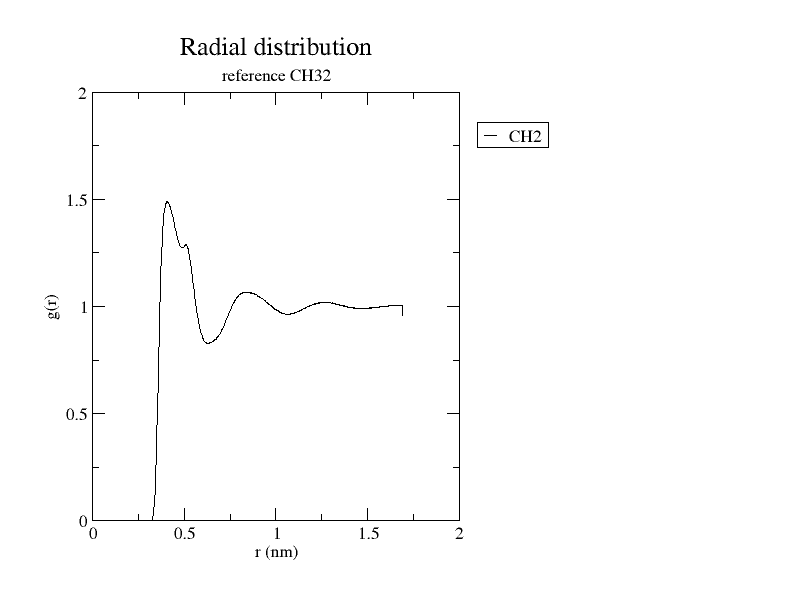 Radial distribution
reference CH32
2
CH2
1.5
g(r)
1
0.5
0
0 0.5 1 1.5 2
r (nm)